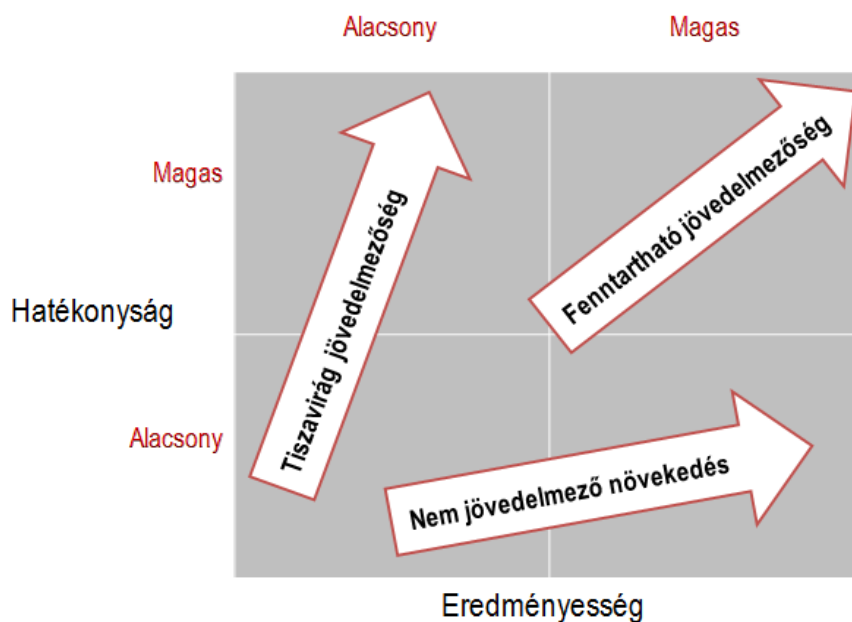 Alacsony
Magas
Magas
Tiszavirág jövedelmezőség
Fenntartható jövedelmezőség
Hatékonyság
Alacsony
Nem jövedelmező növekedés
Eredményesség